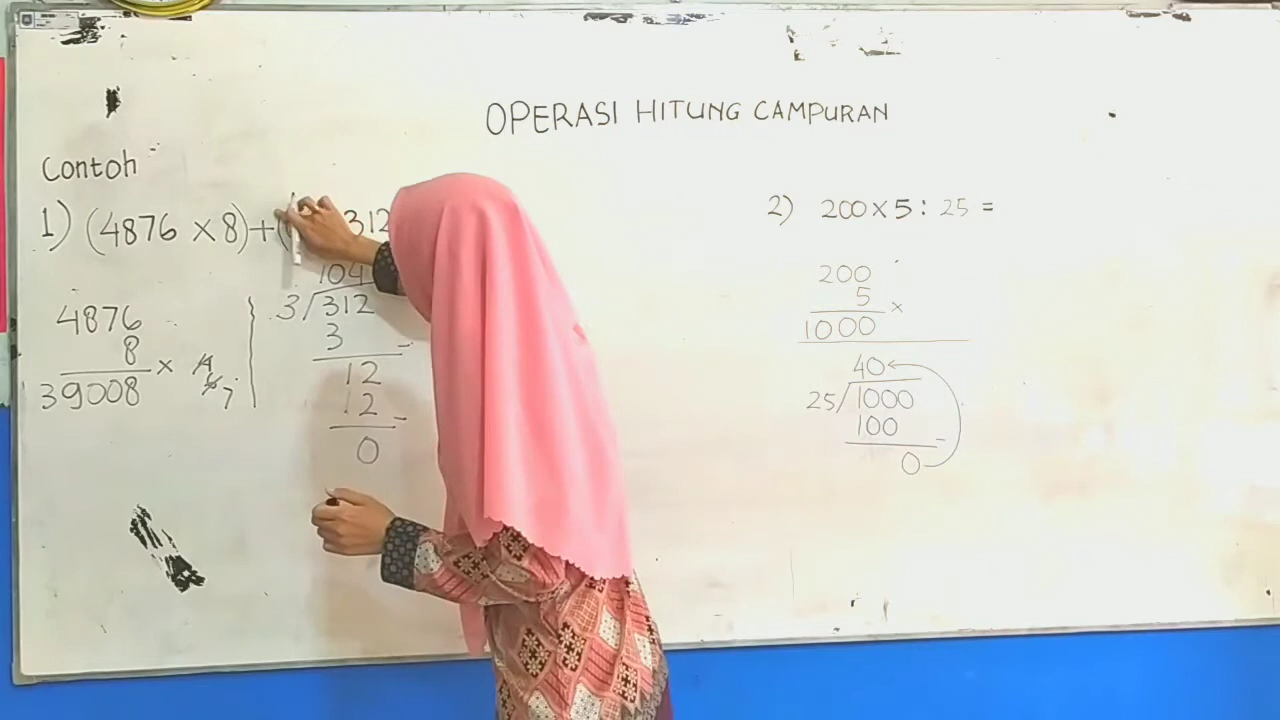 OPERASI HITUNG CAMPURAN
Contoh
1) (4876 × 8) + ( 312
4876
8 ×
39008
104
3 / 312
3 -
12
12 -
0
2) 200 × 5 : 25 =
200
5 ×
1000
40
25 / 1000
100 -
0